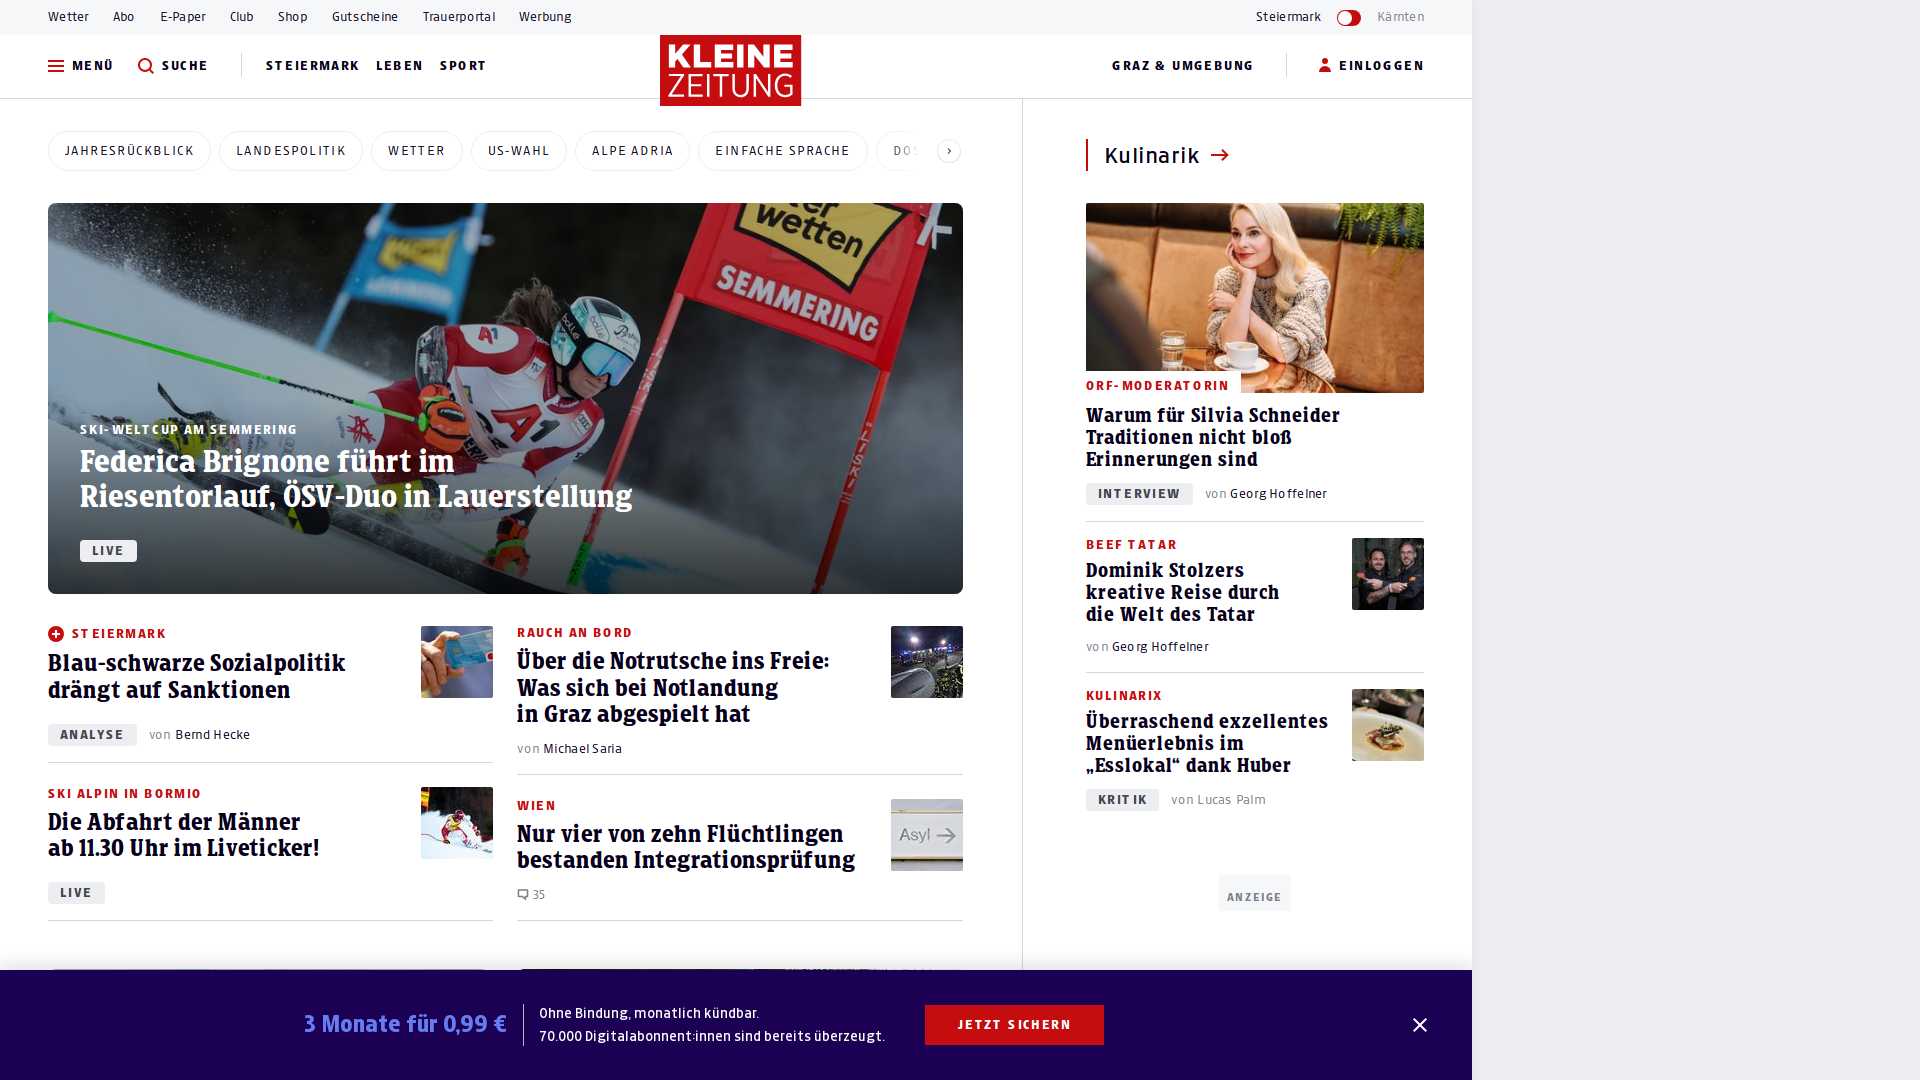 Wetter Abo E-Paper Club Shop Gutscheine Trauerportal Werbung Steiermark Kärnten
MENÜ SUCHE STEIERMARK LEBEN SPORT KLEINE ZEITUNG GRAZ & UMGEBUNG EINLOGGEN
JAHRESRÜCKBLICK LANDESPOLITIK WETTER US-WAHL ALPE ADRIA EINFACHE SPRACHE
wetten
SEMMERING
A1
A1
SKI-WELTCUP AM SEMMERING
Federica Brignone führt im
Riesentorlauf, ÖSV-Duo in Lauerstellung
LIVE
STEIERMARK
Blau-schwarze Sozialpolitik
drängt auf Sanktionen
ANALYSE von Bernd Hecke
SKI ALPIN IN BORMIO
Die Abfahrt der Männer
ab 11.30 Uhr im Liveticker!
LIVE
RAUCH AN BORD
Über die Notrutsche ins Freie:
Was sich bei Notlandung
in Graz abgespielt hat
von Michael Saria
WIEN
Nur vier von zehn Flüchtlingen
bestanden Integrationsprüfung
35
Asyl
Kulinarik
ORF-MODERATORIN
Warum für Silvia Schneider
Traditionen nicht bloß
Erinnerungen sind
INTERVIEW von Georg Hoffelner
BEEF TATAR
Dominik Stolzers
kreative Reise durch
die Welt des Tatar
von Georg Hoffelner
KULINARIX
Überraschend exzellentes
Menüerlebnis im
„Esslokal“ dank Huber
KRITIK von Lucas Palm
ANZEIGE
3 Monate für 0,99 €
Ohne Bindung, monatlich kündbar.
70.000 Digitalabonnent:innen sind bereits überzeugt.
JETZT SICHERN